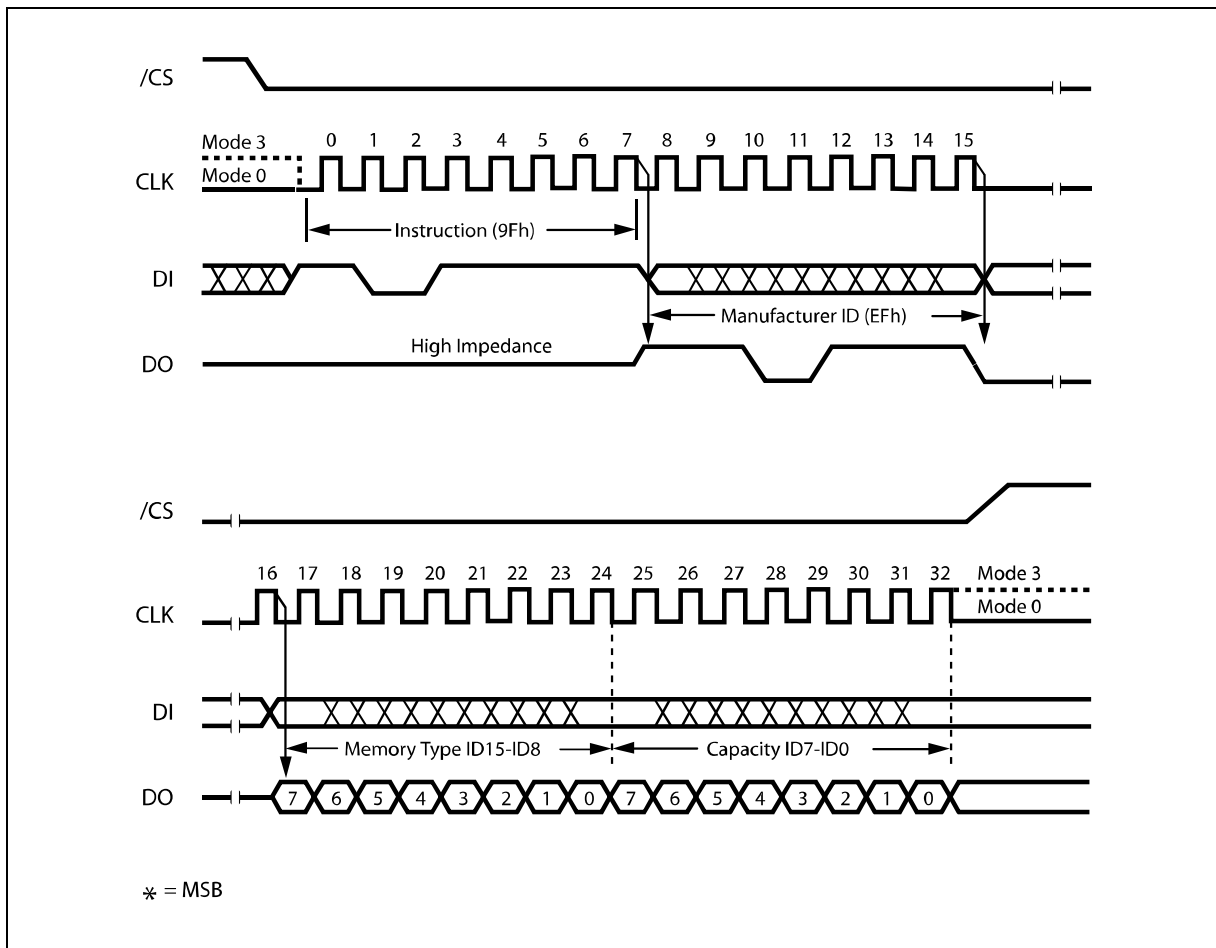 /CS
Mode 3
0 1 2 3 4 5 6 7 8 9 10 11 12 13 14 15
Mode 0
CLK
Instruction (9Fh)
DI
Manufacturer ID (EFh)
High Impedance
DO
/CS
16 17 18 19 20 21 22 23 24 25 26 27 28 29 30 31 32
Mode 3
Mode 0
CLK
DI
Memory Type ID15-ID8
Capacity ID7-ID0
DO
7 6 5 4 3 2 1 0 7 6 5 4 3 2 1 0
* = MSB